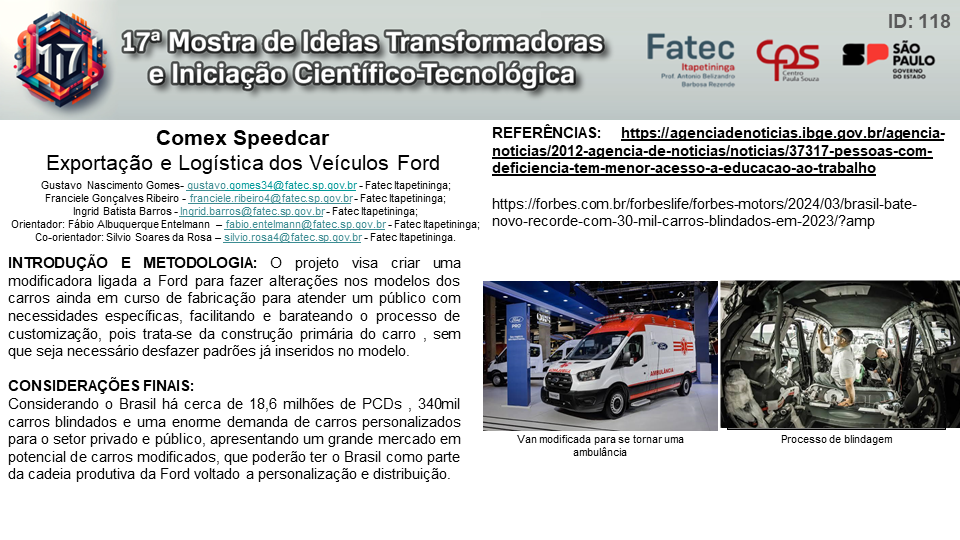 ID: 118
17ª Mostra de Ideias Transformadoras
e Iniciação Científico-Tecnológica
M17
Fatec
Itapetininga
Prof. Antonio Belizandro
Barbosa Rezende
CPS
Centro
Paula Souza
SP
SÃO PAULO
GOVERNO
DO ESTADO
Comex Speedcar
Exportação e Logística dos Veículos Ford
Gustavo Nascimento Gomes- gustavo.gomes34@fatec.sp.gov.br - Fatec Itapetininga;
Franciele Gonçalves Ribeiro - franciele.ribeiro4@fatec.sp.gov.br - Fatec Itapetininga;
Ingrid Batista Barros - Ingrid.barros@fatec.sp.gov.br - Fatec Itapetininga;
Orientador: Fábio Albuquerque Entelmann – fabio.entelmann@fatec.sp.gov.br - Fatec Itapetininga;
Co-orientador: Silvio Soares da Rosa – silvio.rosa4@fatec.sp.gov.br - Fatec Itapetininga.
INTRODUÇÃO E METODOLOGIA: O projeto visa criar uma
modificadora ligada a Ford para fazer alterações nos modelos dos
carros ainda em curso de fabricação para atender um público com
necessidades específicas, facilitando e barateando o processo de
customização, pois trata-se da construção primária do carro , sem
que seja necessário desfazer padrões já inseridos no modelo.
CONSIDERAÇÕES FINAIS:
Considerando o Brasil há cerca de 18,6 milhões de PCDs , 340mil
carros blindados e uma enorme demanda de carros personalizados
para o setor privado e público, apresentando um grande mercado em
potencial de carros modificados, que poderão ter o Brasil como parte
da cadeia produtiva da Ford voltado a personalização e distribuição.
REFERÊNCIAS: https://agenciadenoticias.ibge.gov.br/agencia-
noticias/2012-agencia-de-noticias/noticias/37317-pessoas-com-
deficiencia-tem-menor-acesso-a-educacao-ao-trabalho
https://forbes.com.br/forbeslife/forbes-motors/2024/03/brasil-bate-
novo-recorde-com-30-mil-carros-blindados-em-2023/?amp
Ford
PRO
AMBULÂNCIA
Van modificada para se tornar uma
ambulância
Processo de blindagem